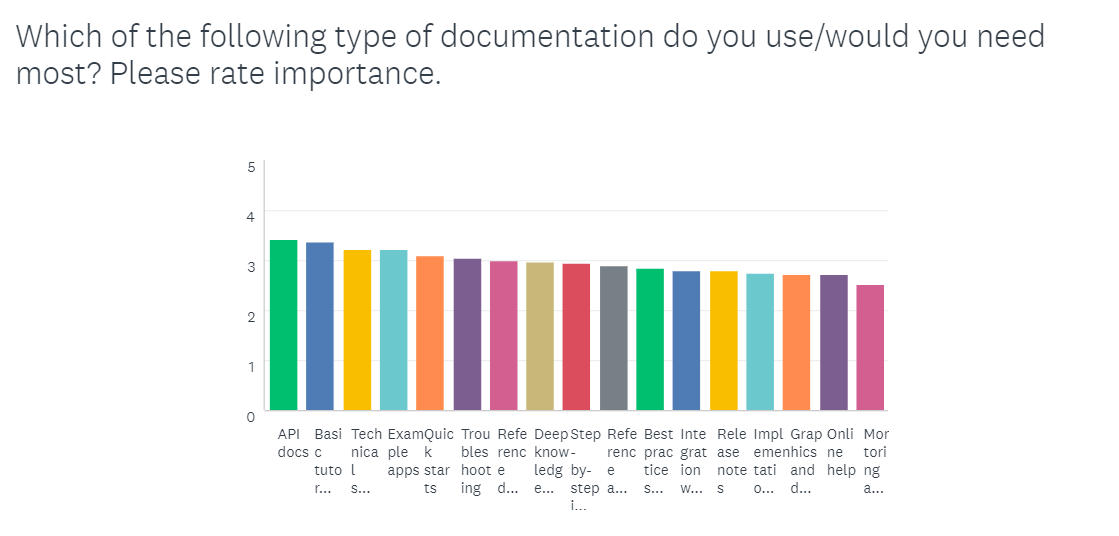 Which of the following type of documentation do you use/would you need
most? Please rate importance.
5
4
3
2
1
0
API Basi Tech Exam Quic Trou Refe Deep Step Refe Best Inte Rele Impl Grap Onli Mor
docs c nica ple k bles renc know - renc prac grat ase emen hics ne tori
tuto l apps star hoot e ledg by- e tice ion note tati and help ng
r... s... ts ing d... e... step a... s... w... s o... d... a...
i...